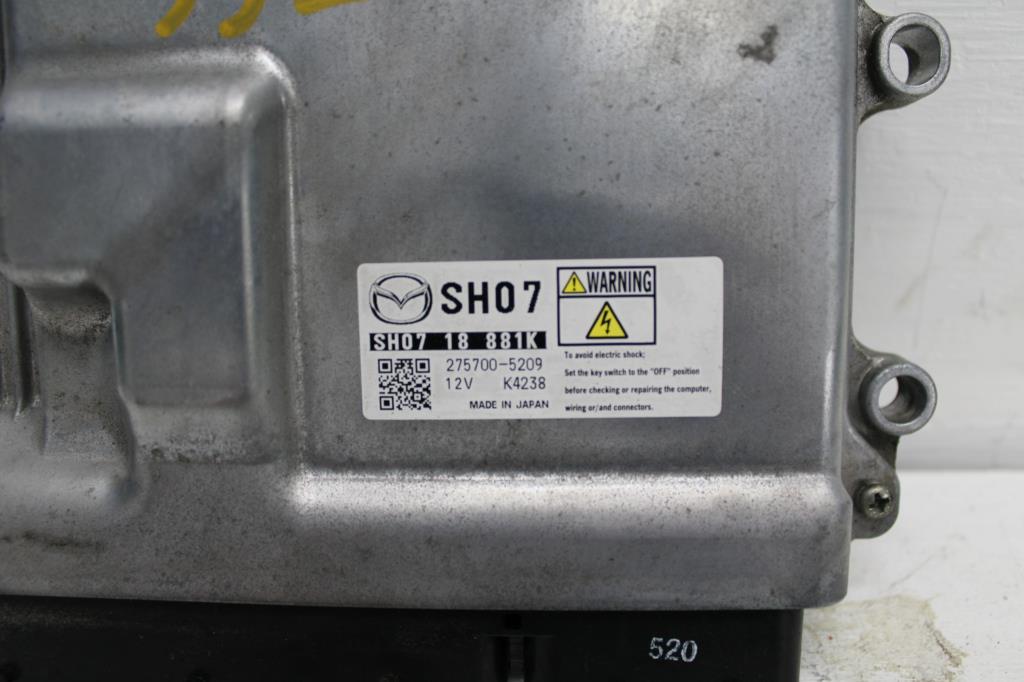 SH07
SH07 18 881K
275700-5209
12V K4238
MADE IN JAPAN
WARNING
To avoid electric shock;
Set the key switch to the "OFF" position
before checking or repairing the computer,
wiring or/and connectors.
520